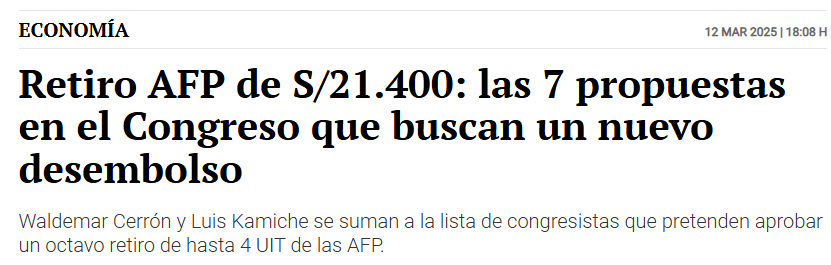 ECONOMÍA
12 MAR 2025 | 18:08 H
Retiro AFP de S/21.400: las 7 propuestas
en el Congreso que buscan un nuevo
desembolso
Waldemar Cerrón y Luis Kamiche se suman a la lista de congresistas que pretenden aprobar
un octavo retiro de hasta 4 UIT de las AFP.